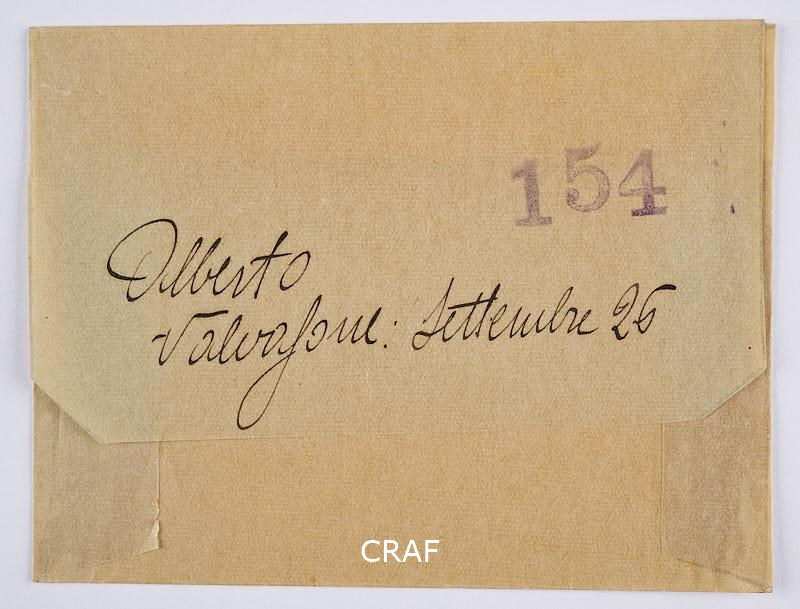 154
Alberto
Valvasone: Settembre 26
CRAF